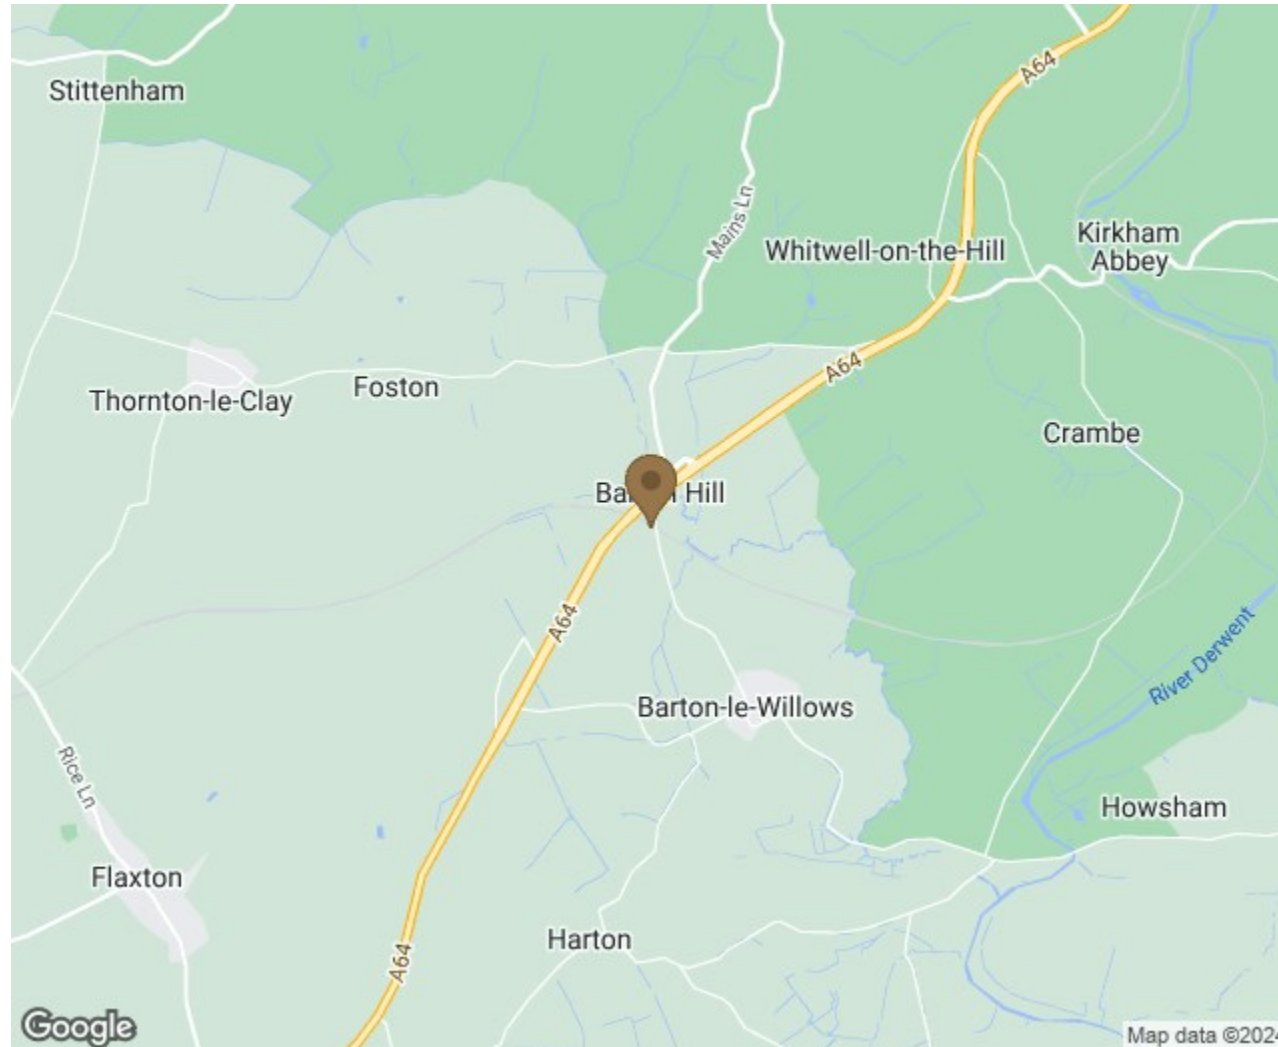 A64
Stittenham
Mains Ln
Whitwell-on-the-Hill
Kirkham
Abbey
A64
Foston
Thornton-le-Clay
Crambe
Hill
A64
River Derwent
Barton-le-Willows
Rice Ln
Howsham
Flaxton
Harton
A64
Google
Map data ©2024